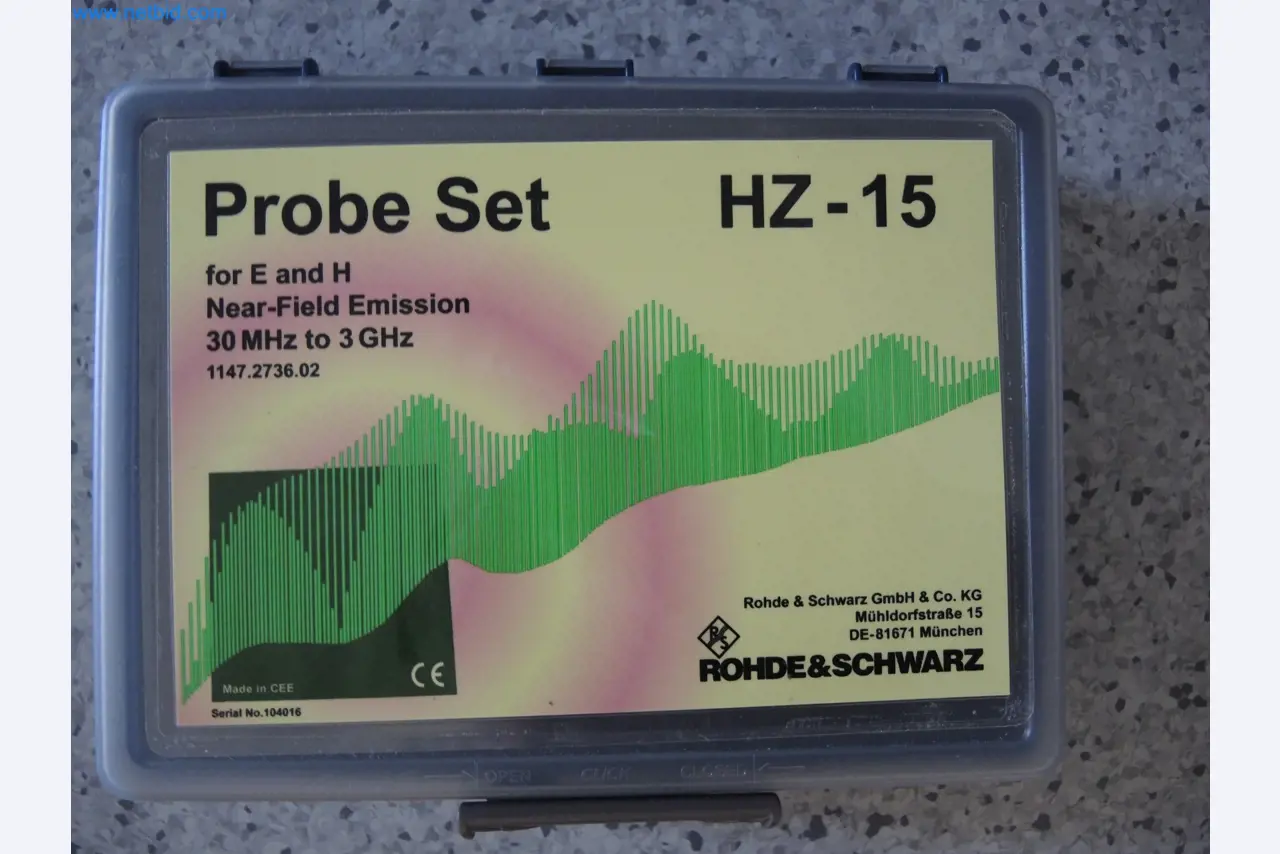 www.netbid.com
Probe Set
HZ-15
for E and H
Near-Field Emission
30 MHz to 3 GHz
1147.2736.02
Rohde & Schwarz GmbH & Co. KG
Mühldorfstraße 15
DE-81671 München
R&S
ROHDE&SCHWARZ
Made in CEE
CE
Serial No.104016
OPEN CLICK CLOSED